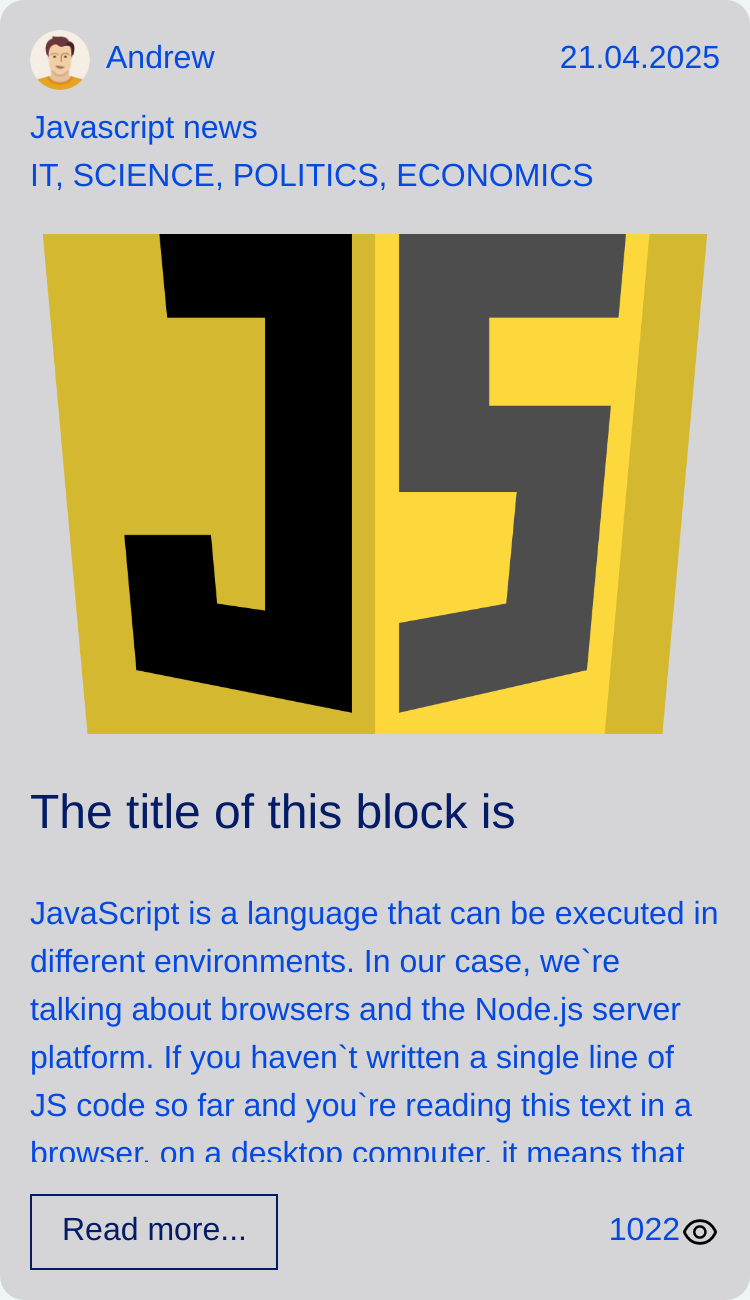 Andrew 21.04.2025
Javascript news
IT, SCIENCE, POLITICS, ECONOMICS
JS
The title of this block is
JavaScript is a language that can be executed in
different environments. In our case, we`re
talking about browsers and the Node.js server
platform. If you haven`t written a single line of
JS code so far and you`re reading this text in a
browser, on a desktop computer, it means that
Read more... 1022